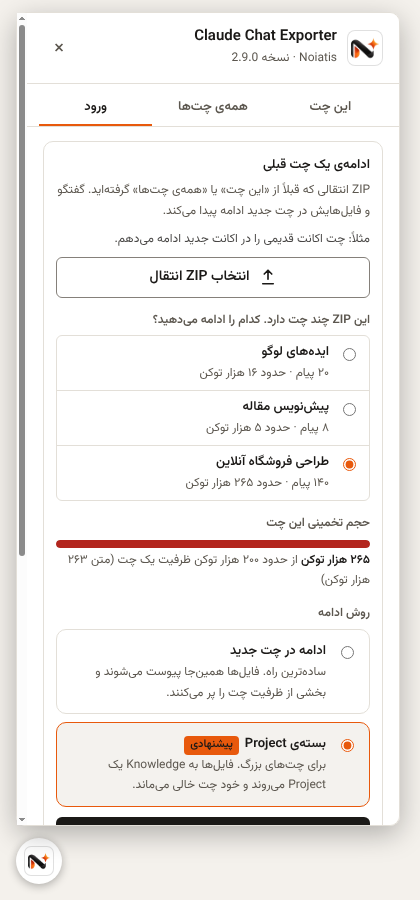 Claude Chat Exporter
Noiatis · نسخه 2.9.0
×
این چت
همه‌ی چت‌ها
ورود
ادامه‌ی یک چت قبلی
ZIP انتقالی که قبلاً از «این چت» یا «همه‌ی چت‌ها» گرفته‌اید. گفتگو
و فایل‌هایش در چت جدید ادامه پیدا می‌کند.
مثلاً: چت اکانت قدیمی را در اکانت جدید ادامه می‌دهم.
انتخاب ZIP انتقال
این ZIP چند چت دارد. کدام را ادامه می‌دهید؟
ایده‌های لوگو
۲۰ پیام · حدود ۱۶ هزار توکن
پیش‌نویس مقاله
۸ پیام · حدود ۵ هزار توکن
طراحی فروشگاه آنلاین
۱۴۰ پیام · حدود ۲۶۵ هزار توکن
حجم تخمینی این چت
۲۶۵ هزار توکن از حدود ۲۰۰ هزار توکن ظرفیت یک چت (متن ۲۶۳
هزار توکن)
روش ادامه
ادامه در چت جدید
ساده‌ترین راه. فایل‌ها همین‌جا پیوست می‌شوند و
بخشی از ظرفیت چت را پر می‌کنند.
بسته‌ی Project پیشنهادی
برای چت‌های بزرگ. فایل‌ها به Knowledge یک
Project می‌روند و خود چت خالی می‌ماند.